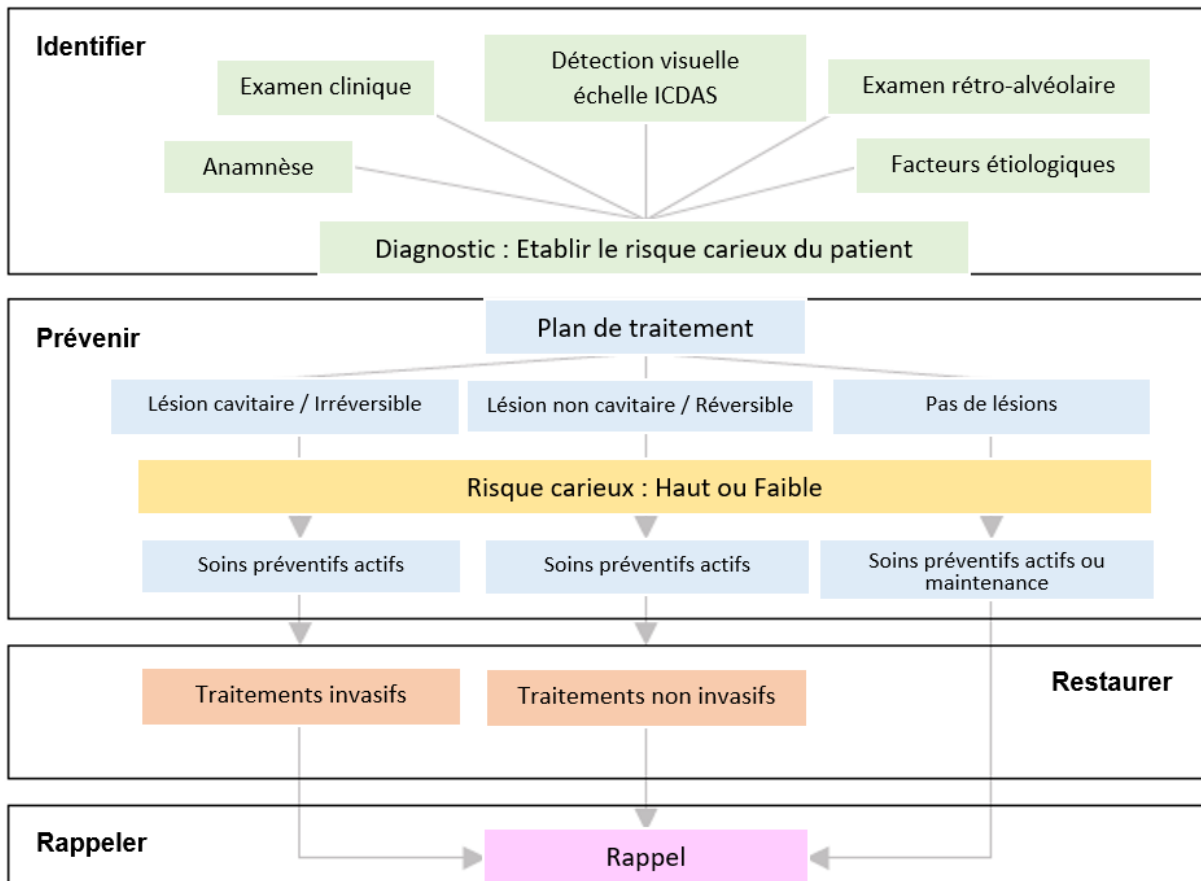 Identifier
Détection visuelle
échelle ICDAS
Examen clinique
Examen rétro-alvéolaire
Anamnèse
Facteurs étiologiques
Diagnostic : Etablir le risque carieux du patient
Prévenir
Plan de traitement
Lésion cavitaire / Irréversible
Lésion non cavitaire / Réversible
Pas de lésions
Risque carieux : Haut ou Faible
Soins préventifs actifs
Soins préventifs actifs
Soins préventifs actifs ou
maintenance
Restaurer
Traitements invasifs
Traitements non invasifs
Rappeler
Rappel